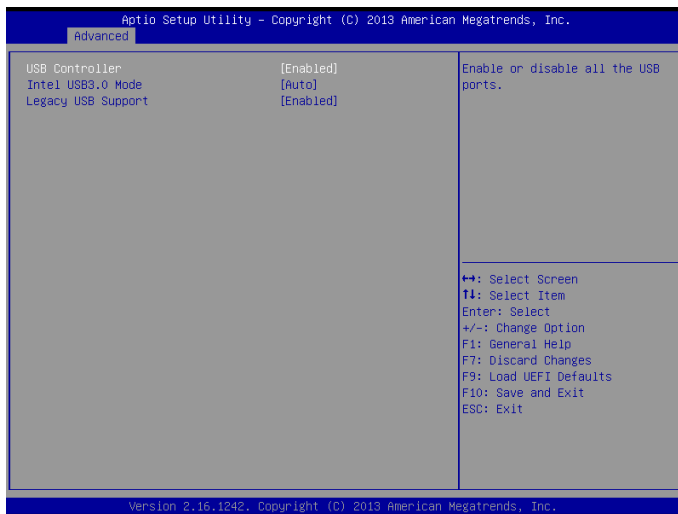 Aptio Setup Utility – Copyright (C) 2013 American Megatrends, Inc.
Advanced
USB Controller [Enabled]
Intel USB3.0 Mode [Auto]
Legacy USB Support [Enabled]
Enable or disable all the USB
ports.
↔: Select Screen
↑↓: Select Item
Enter: Select
+/-: Change Option
F1: General Help
F7: Discard Changes
F9: Load UEFI Defaults
F10: Save and Exit
ESC: Exit
Version 2.16.1242. Copyright (C) 2013 American Megatrends, Inc.